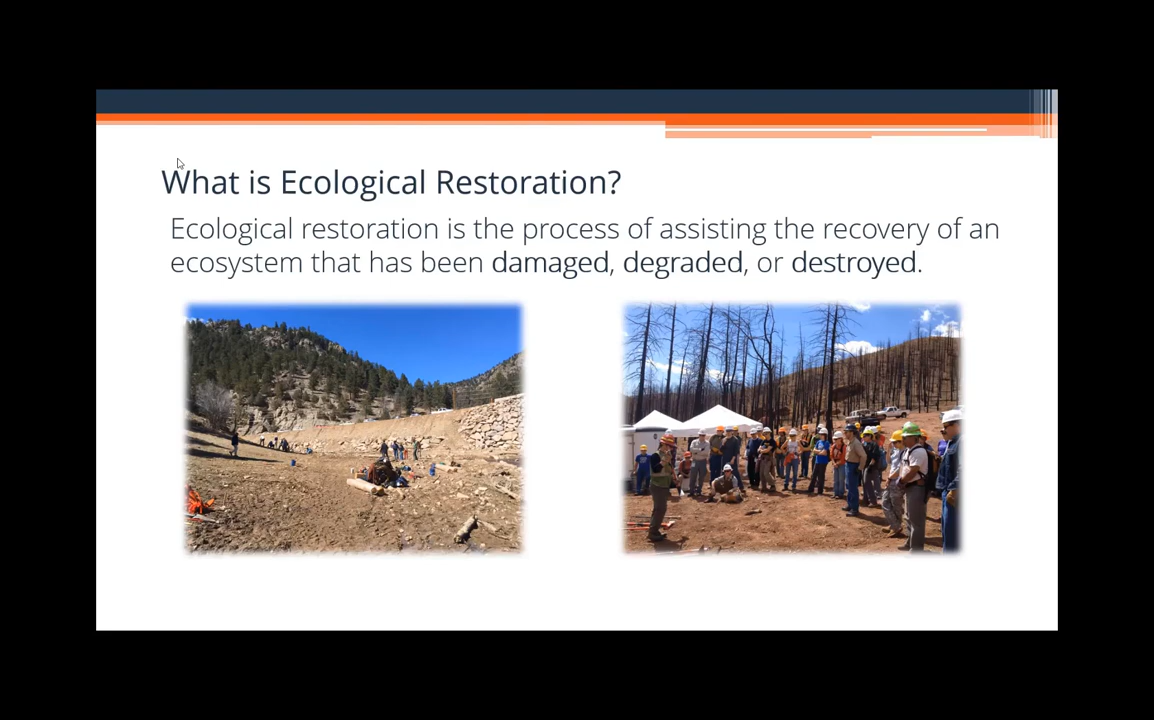 What is Ecological Restoration?
Ecological restoration is the process of assisting the recovery of an
ecosystem that has been damaged, degraded, or destroyed.